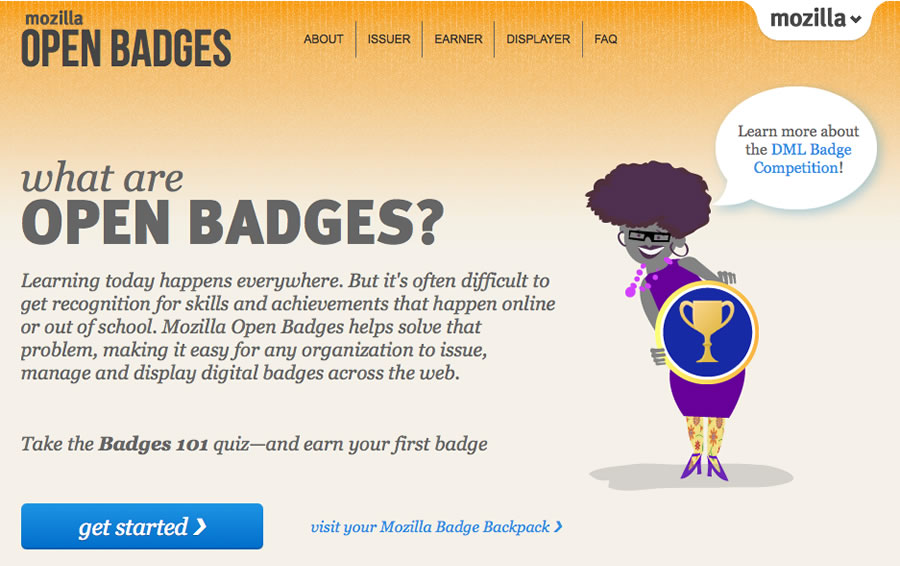 mozilla
OPEN BADGES
ABOUT
ISSUER
EARNER
DISPLAYER
FAQ
mozilla
Learn more about
the DML Badge
Competition!
what are
OPEN BADGES?
Learning today happens everywhere. But it's often difficult to
get recognition for skills and achievements that happen online
or out of school. Mozilla Open Badges helps solve that
problem, making it easy for any organization to issue,
manage and display digital badges across the web.
Take the Badges 101 quiz—and earn your first badge
get started ❯
visit your Mozilla Badge Backpack ❯